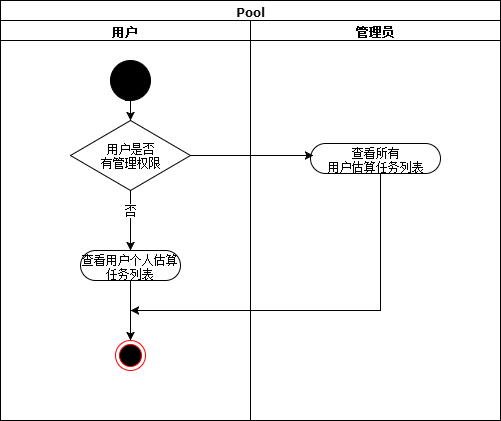 Pool
用户
管理员
用户是否
有管理权限
查看所有
用户估算任务列表
否
查看用户个人估算
任务列表